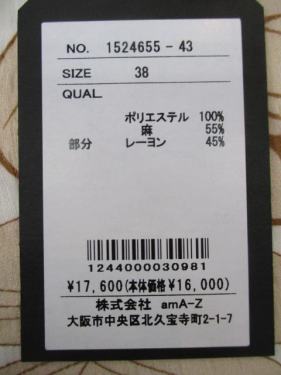 NO. 1524655 - 43
SIZE 38
QUAL.
ポリエステル 100%
麻 55%
部分 レーヨン 45%
1244000030981
¥17,600(本体価格¥16,000)
株式会社 amA-Z
大阪市中央区北久宝寺町2-1-7